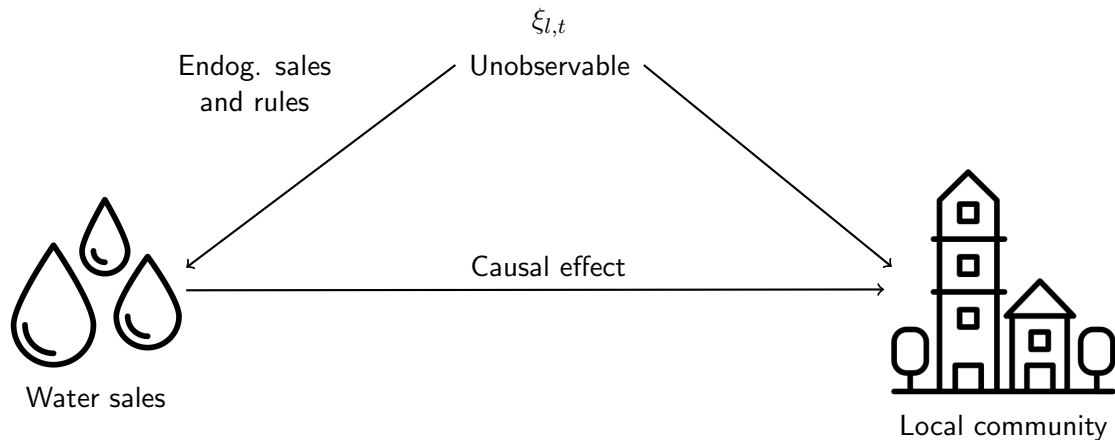 ξl,t
Endog. sales
and rules
Unobservable
Causal effect
Water sales
Local community